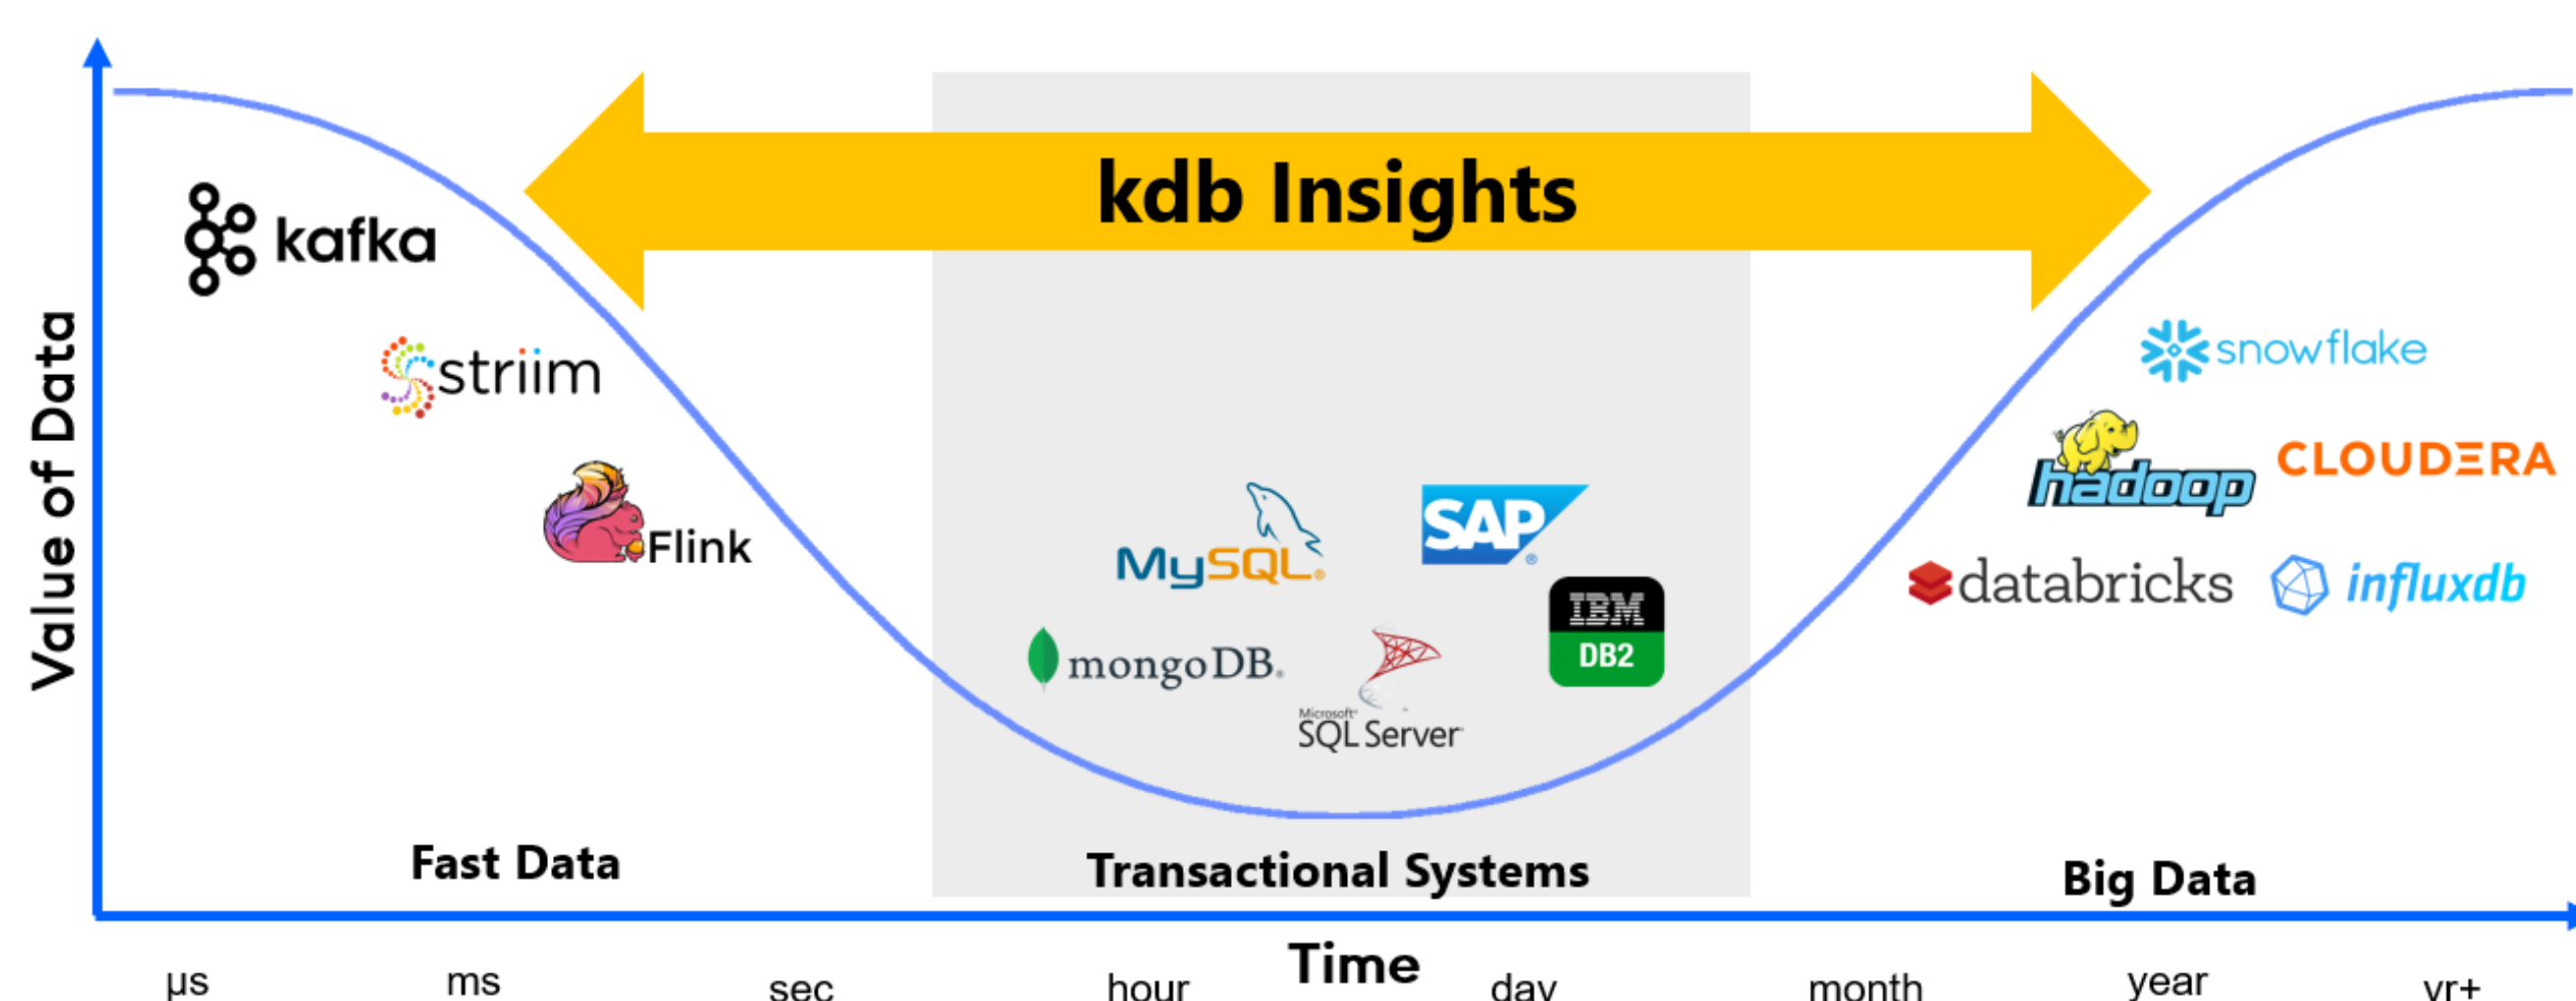 kdb Insights
kafka
striim
Flink
MySQL®
SAP®
IBM
DB2
mongoDB®
Microsoft®
SQL Server
snowflake
hadoop
CLOUDERA
databricks
influxdb
Value of Data
Fast Data
Transactional Systems
Big Data
Time
µs ms sec hour day month year yr+